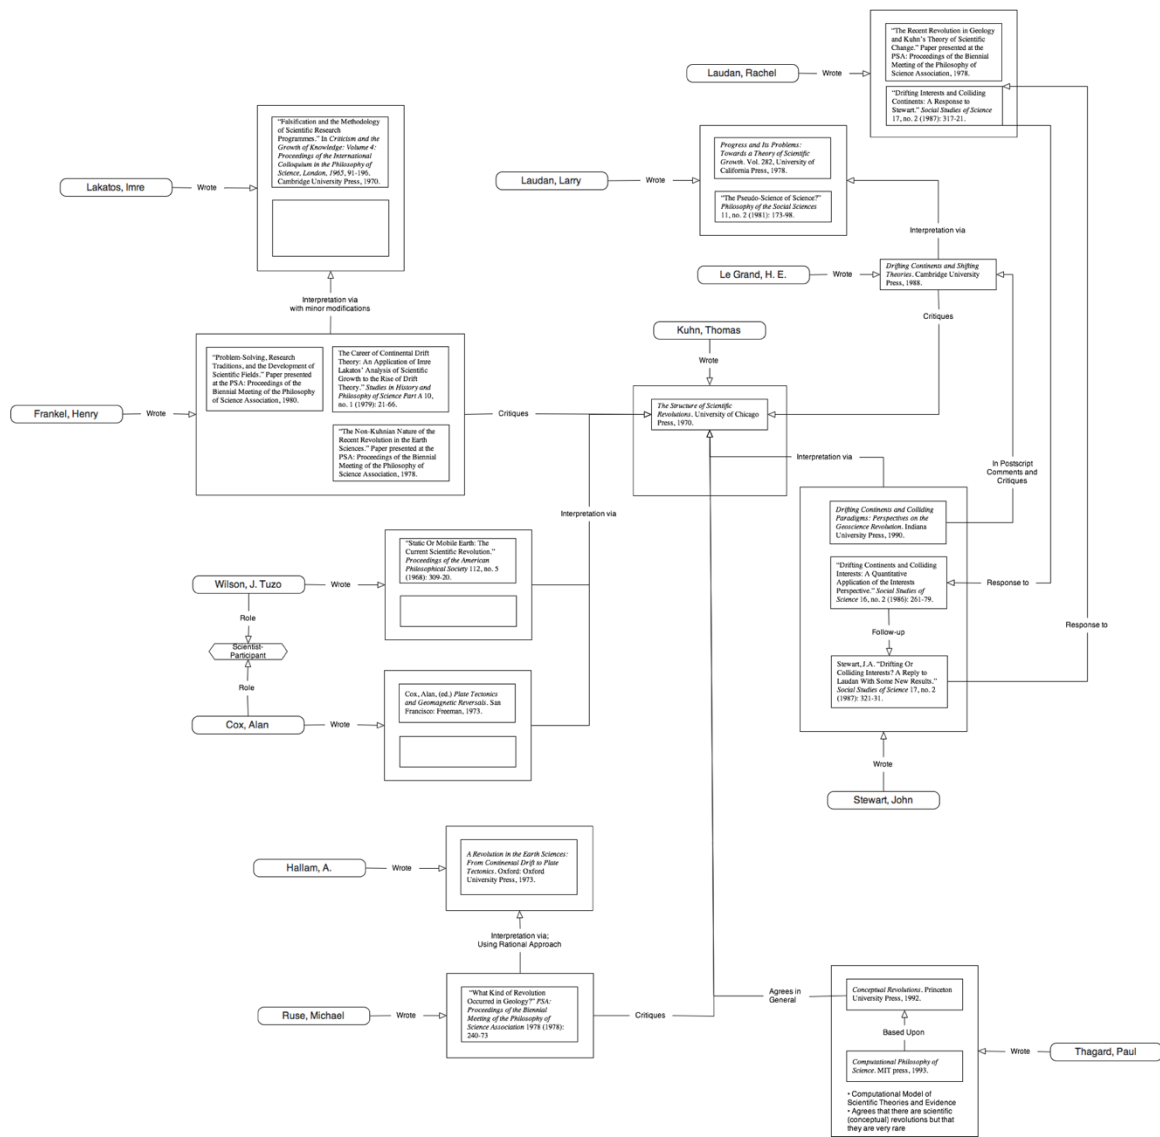 "The Recent Revolution in Geology
and Kuhn's Theory of Scientific
Change." Paper presented at the
PSA: Proceedings of the Biennial
Meeting of the Philosophy of
Science Association, 1978.
Laudan, Rachel
Wrote
"Drifting Interests and Colliding
Continents: A Response to
Stewart." Social Studies of Science
17, no. 2 (1987): 317-21.
"Falsification and the Methodology
of Scientific Research
Programmes." In Criticism and the
Growth of Knowledge: Volume 4:
Proceedings of the International
Colloquium in the Philosophy of
Science, London, 1965, 91-196.
Cambridge University Press, 1970.
Lakatos, Imre
Wrote
Progress and Its Problems:
Towards a Theory of Scientific
Growth. Vol. 282, University of
California Press, 1978.
Laudan, Larry
Wrote
"The Pseudo-Science of Science?"
Philosophy of the Social Sciences
11, no. 2 (1981): 173-98.
Interpretation via
Le Grand, H. E.
Wrote
Drifting Continents and Shifting
Theories. Cambridge University
Press, 1988.
Interpretation via
with minor modifications
Critiques
Kuhn, Thomas
Wrote
"Problem-Solving, Research
Traditions, and the Development
of Scientific Fields." Paper presented
at the PSA: Proceedings of the
Biennial Meeting of the Philosophy
of Science Association, 1980.
The Career of Continental Drift
Theory: An Application of Imre
Lakatos' Analysis of Scientific
Growth to the Rise of Drift
Theory." Studies in History and
Philosophy of Science Part A 10,
no. 1 (1979): 21-66.
Frankel, Henry
Wrote
Critiques
The Structure of Scientific
Revolutions. University of Chicago
Press, 1970.
"The Non-Kuhnian Nature of the
Recent Revolution in the Earth
Sciences." Paper presented at the
PSA: Proceedings of the Biennial
Meeting of the Philosophy of
Science Association, 1978.
Interpretation via
In Postscript
Comments and
Critiques
Interpretation via
Drifting Continents and Colliding
Paradigms: Perspectives on the
Geoscience Revolution. Indiana
University Press, 1990.
"Static Or Mobile Earth: The
Current Scientific Revolution."
Proceedings of the American
Philosophical Society 112, no. 5
(1968): 309-20.
Wilson, J. Tuzo
Wrote
"Drifting Continents and Colliding
Interests: A Quantitative
Application of the Interests
Perspective." Social Studies of
Science 16, no. 2 (1986): 261-79.
Response to
Role
Follow-up
Response to
Scientist-
Participant
Stewart, J.A. "Drifting Or
Colliding Interests? A Reply to
Laudan With Some New Results."
Social Studies of Science 17, no. 2
(1987): 321-31.
Role
Cox, Alan
Wrote
Cox, Alan, (ed.) Plate Tectonics
and Geomagnetic Reversals. San
Francisco: Freeman, 1973.
Wrote
Stewart, John
Hallam, A.
Wrote
A Revolution in the Earth Sciences:
From Continental Drift to Plate
Tectonics. Oxford: Oxford
University Press, 1973.
Interpretation via;
Using Rational Approach
Ruse, Michael
Wrote
"What Kind of Revolution
Occurred in Geology?" PSA:
Proceedings of the Biennial
Meeting of the Philosophy of
Science Association 1978 (1978):
240-73
Critiques
Agrees in
General
Conceptual Revolutions. Princeton
University Press, 1992.
Based Upon
Computational Philosophy of
Science. MIT press, 1993.
Wrote
Thagard, Paul
• Computational Model of
Scientific Theories and Evidence
• Agrees that there are scientific
(conceptual) revolutions but that
they are very rare